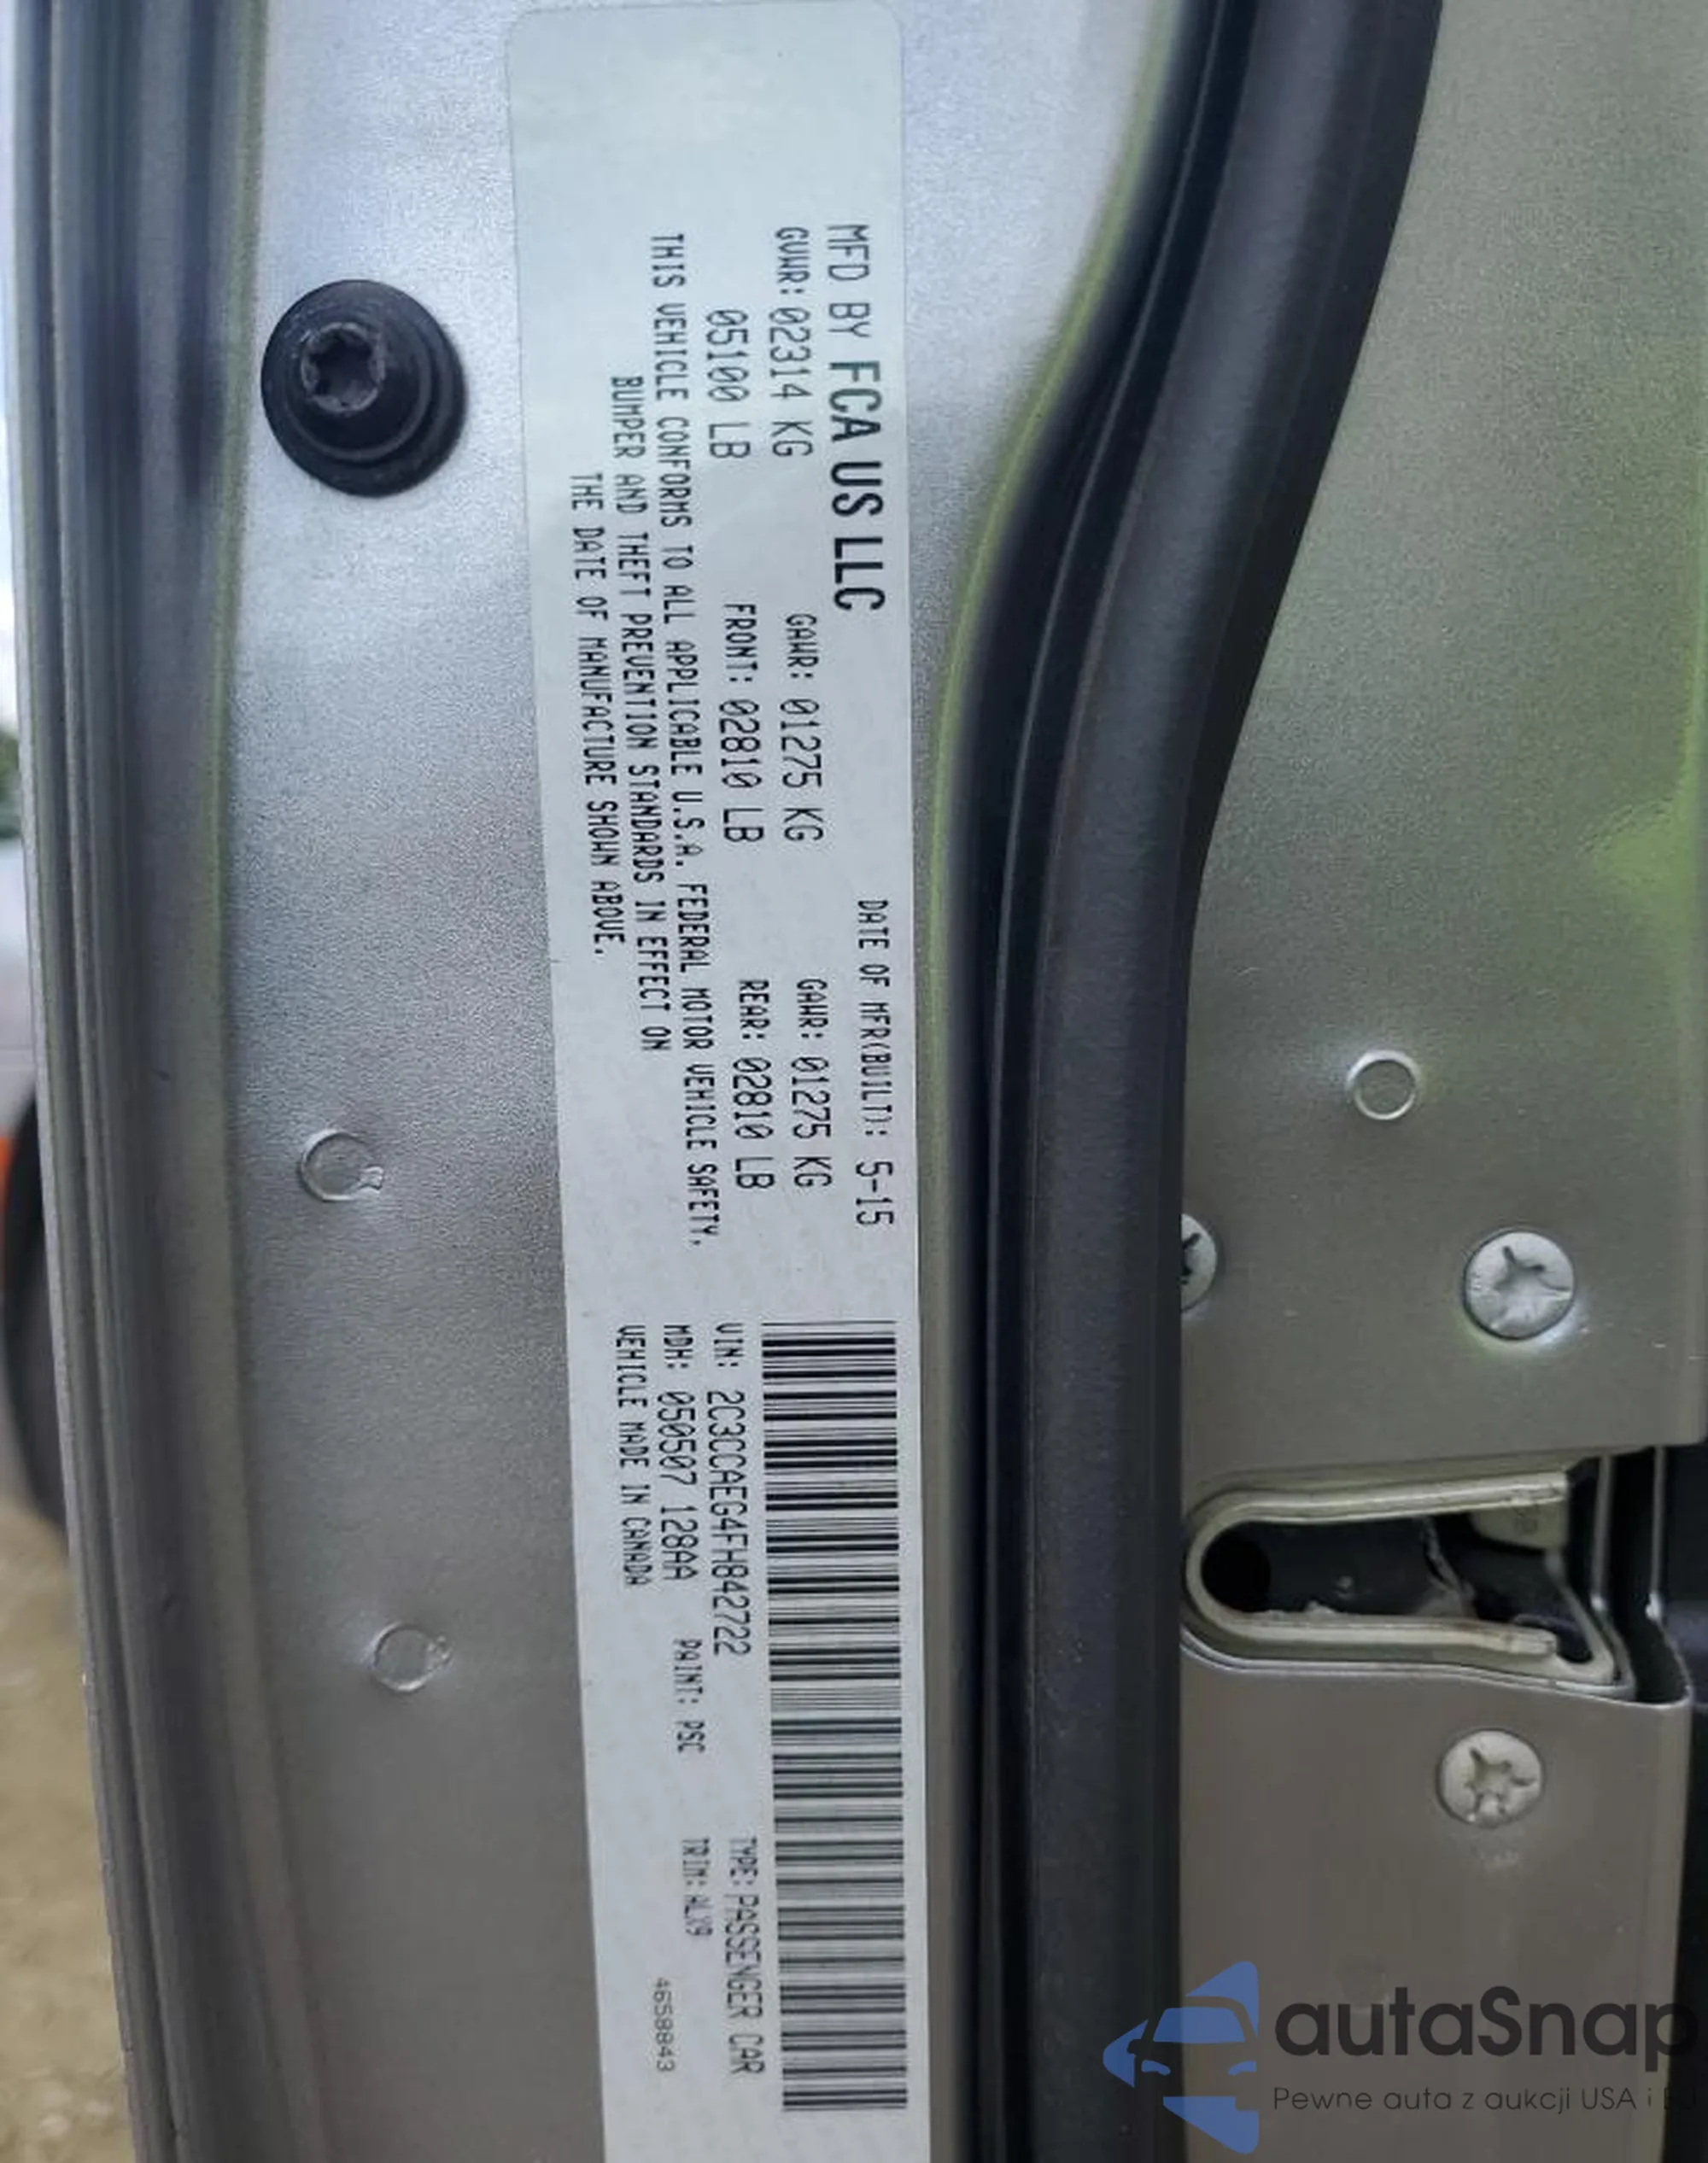 MFD BY FCA US LLC
DATE OF MFR(BUILT): 5-15
GVWR: 02314 KG
GAWR: 01275 KG
GAWR: 01275 KG
05100 LB
FRONT: 02810 LB
REAR: 02810 LB
THIS VEHICLE CONFORMS TO ALL APPLICABLE U.S.A. FEDERAL MOTOR VEHICLE SAFETY,
BUMPER AND THEFT PREVENTION STANDARDS IN EFFECT ON
THE DATE OF MANUFACTURE SHOWN ABOVE.
VIN: 2C3CCAEG4FH842722
TYPE: PASSENGER CAR
MDH: 050507 128AA
PAINT: PSC
TRIM: ALX9
VEHICLE MADE IN CANADA
4658843
autaSnap
Pewne auta z aukcji USA i EU